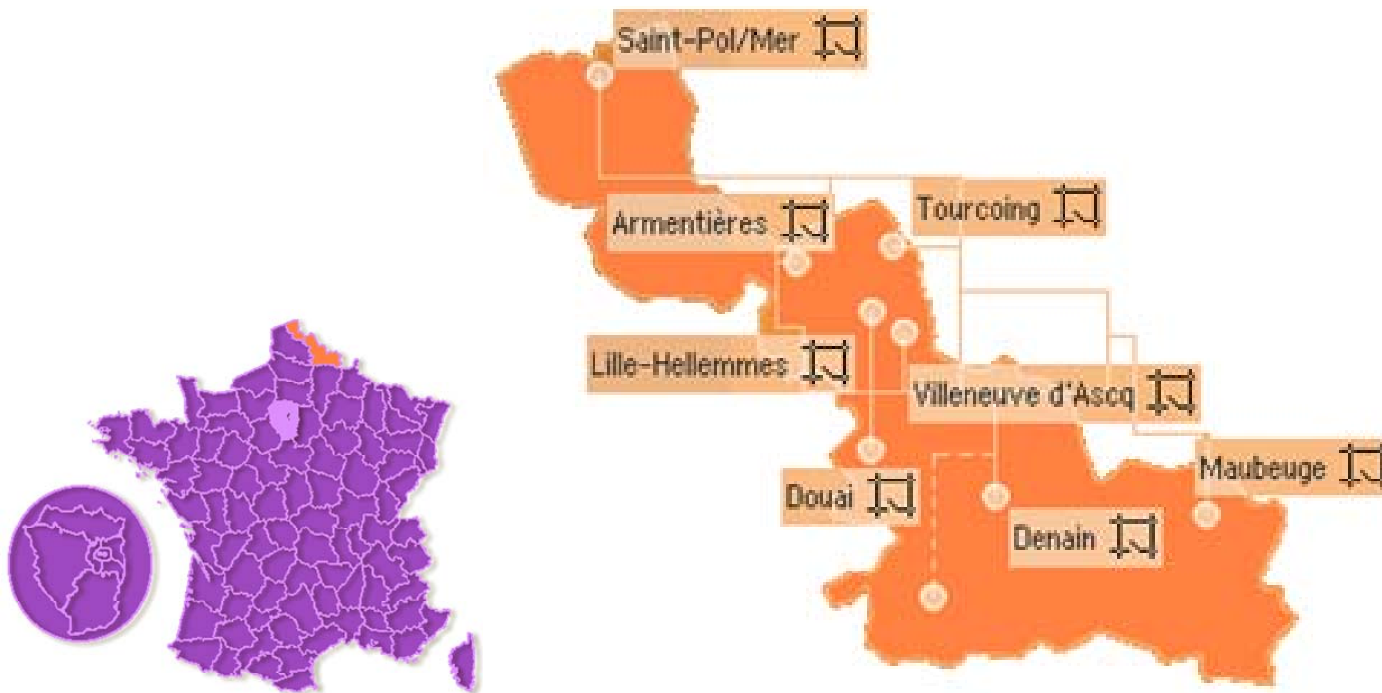 Saint-Pol/Mer
Armentières
Tourcoing
Lille-Hellemmes
Villeneuve d'Ascq
Maubeuge
Douai
Denain